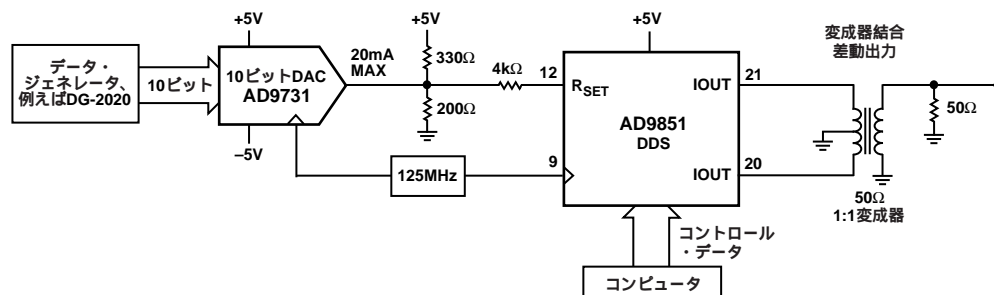 データ・
ジェネレータ、
例えばDG-2020
10ビット
+5V
10ビットDAC
AD9731
–5V
20mA
MAX
+5V
330Ω
200Ω
4kΩ
125MHz
+5V
12
RSET
9
AD9851
DDS
IOUT
21
IOUT
20
コントロール
・データ
コンピュータ
変成器結合
差動出力
50Ω
50Ω
1:1変成器